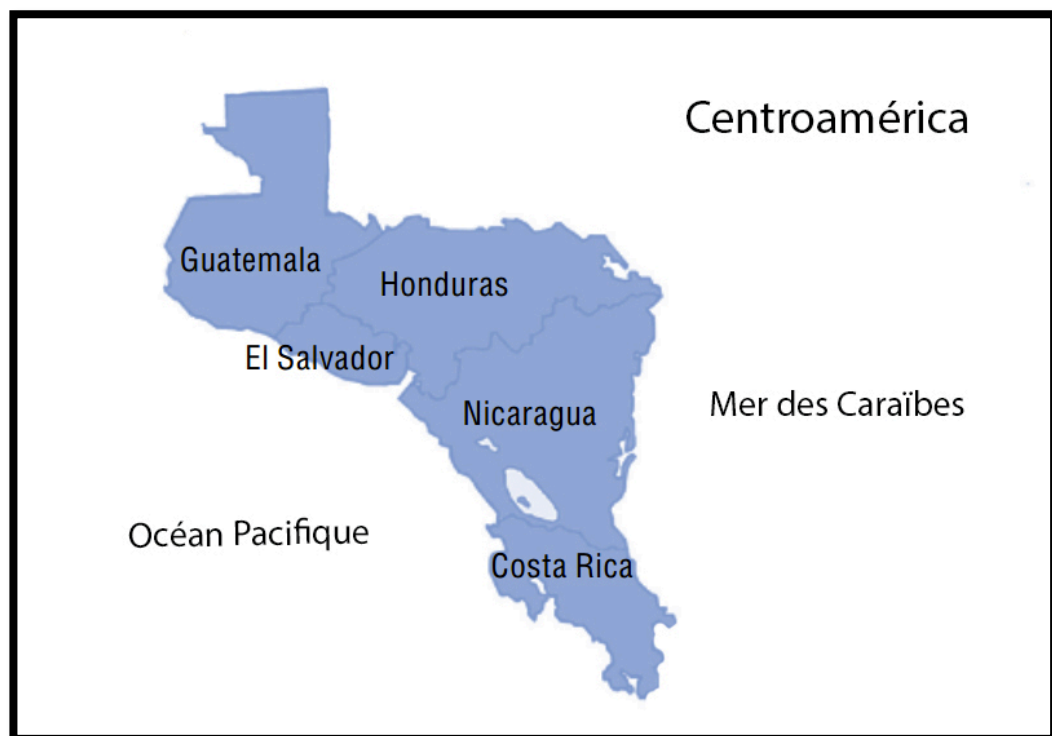 Centroamérica
Guatemala
Honduras
El Salvador
Nicaragua
Mer des Caraïbes
Océan Pacifique
Costa Rica